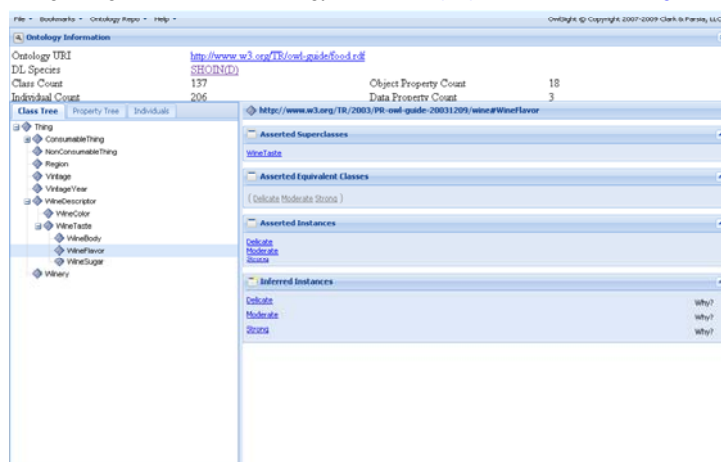 File Bookmarks Ontology Repo Help OwlSight © Copyright 2007-2009 Clark & Parsia, LLC
Ontology Information
Ontology URI http://www.w3.org/TR/owl-guide/food.rdf
DL Species SHOIN(D)
Class Count 137 Object Property Count 18
Individual Count 206 Data Property Count 3
Class Tree Property Tree Individuals
Thing
ConsumableThing
NonConsumableThing
Region
Vintage
VintageYear
WineDescriptor
WineColor
WineTaste
WineBody
WineFlavor
WineSugar
Winery
http://www.w3.org/TR/2003/PR-owl-guide-20031209/wine#WineFlavor
Asserted Superclasses
WineTaste
Asserted Equivalent Classes
{ Delicate Moderate Strong }
Asserted Instances
Delicate
Moderate
Strong
Inferred Instances
Delicate Why?
Moderate Why?
Strong Why?